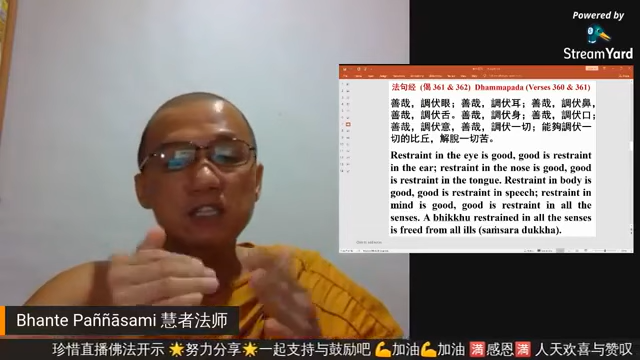 Powered by
StreamYard
法句经 (偈 361 & 362) Dhammapada (Verses 360 & 361)
善哉，調伏眼；善哉，調伏耳；善哉，調伏鼻，
善哉，調伏舌。善哉，調伏身；善哉，調伏口；
善哉，調伏意，善哉，調伏一切；能夠調伏一
切的比丘，解脫一切苦。
Restraint in the eye is good, good is restraint
in the ear; restraint in the nose is good, good
is restraint in the tongue. Restraint in body is
good, good is restraint in speech; restraint in
mind is good, good is restraint in all the
senses. A bhikkhu restrained in all the senses
is freed from all ills (saṁsara dukkha).
Bhante Paññāsami 慧者法师
珍惜直播佛法开示 🌟努力分享🌟一起支持与鼓励吧 💪加油💪加油 🈵感恩🈵 人天欢喜与赞叹